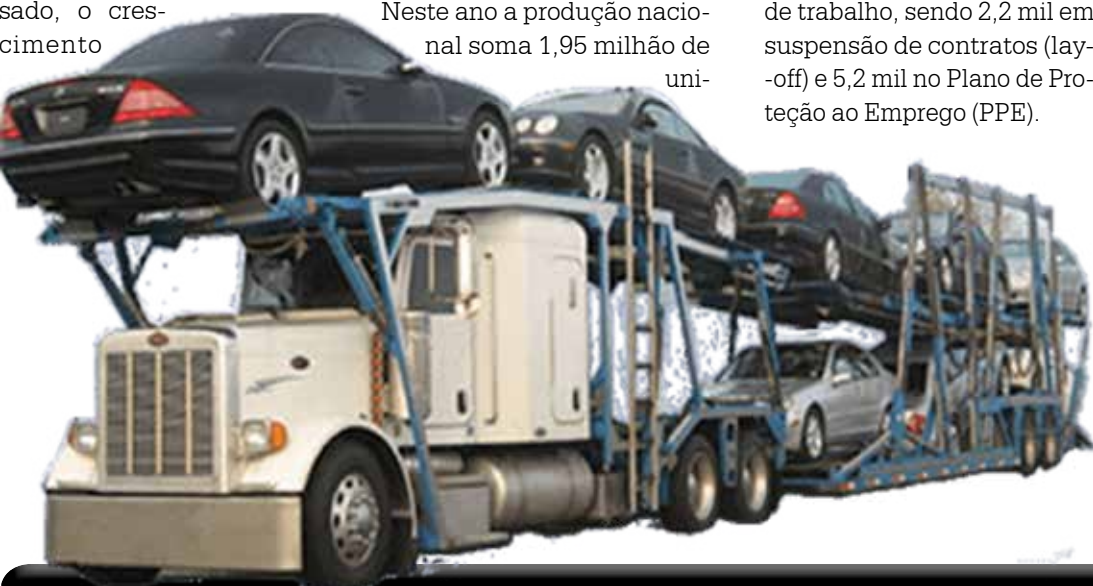 sado, o cres-
cimento
Neste ano a produção nacio-
nal soma 1,95 milhão de
uni-
de trabalho, sendo 2,2 mil em
suspensão de contratos (lay-
-off) e 5,2 mil no Plano de Pro-
teção ao Emprego (PPE).